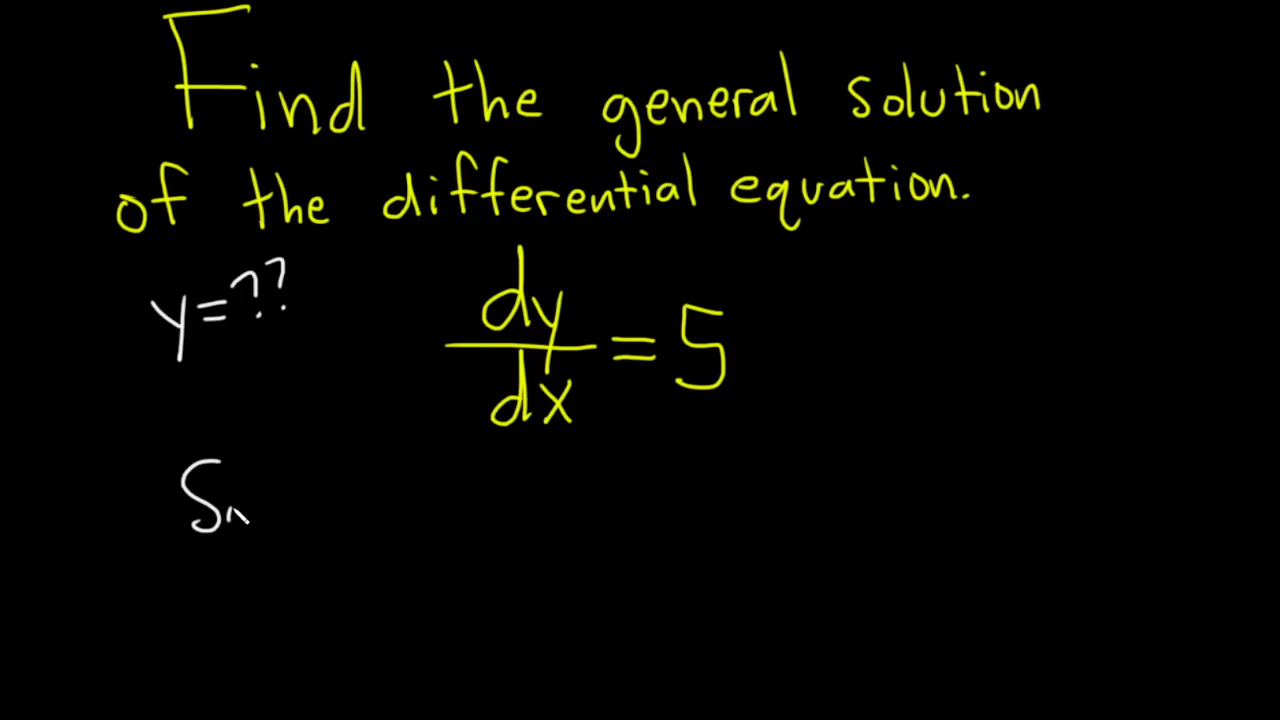 Find the general solution
of the differential equation.
y=??
dy/dx = 5